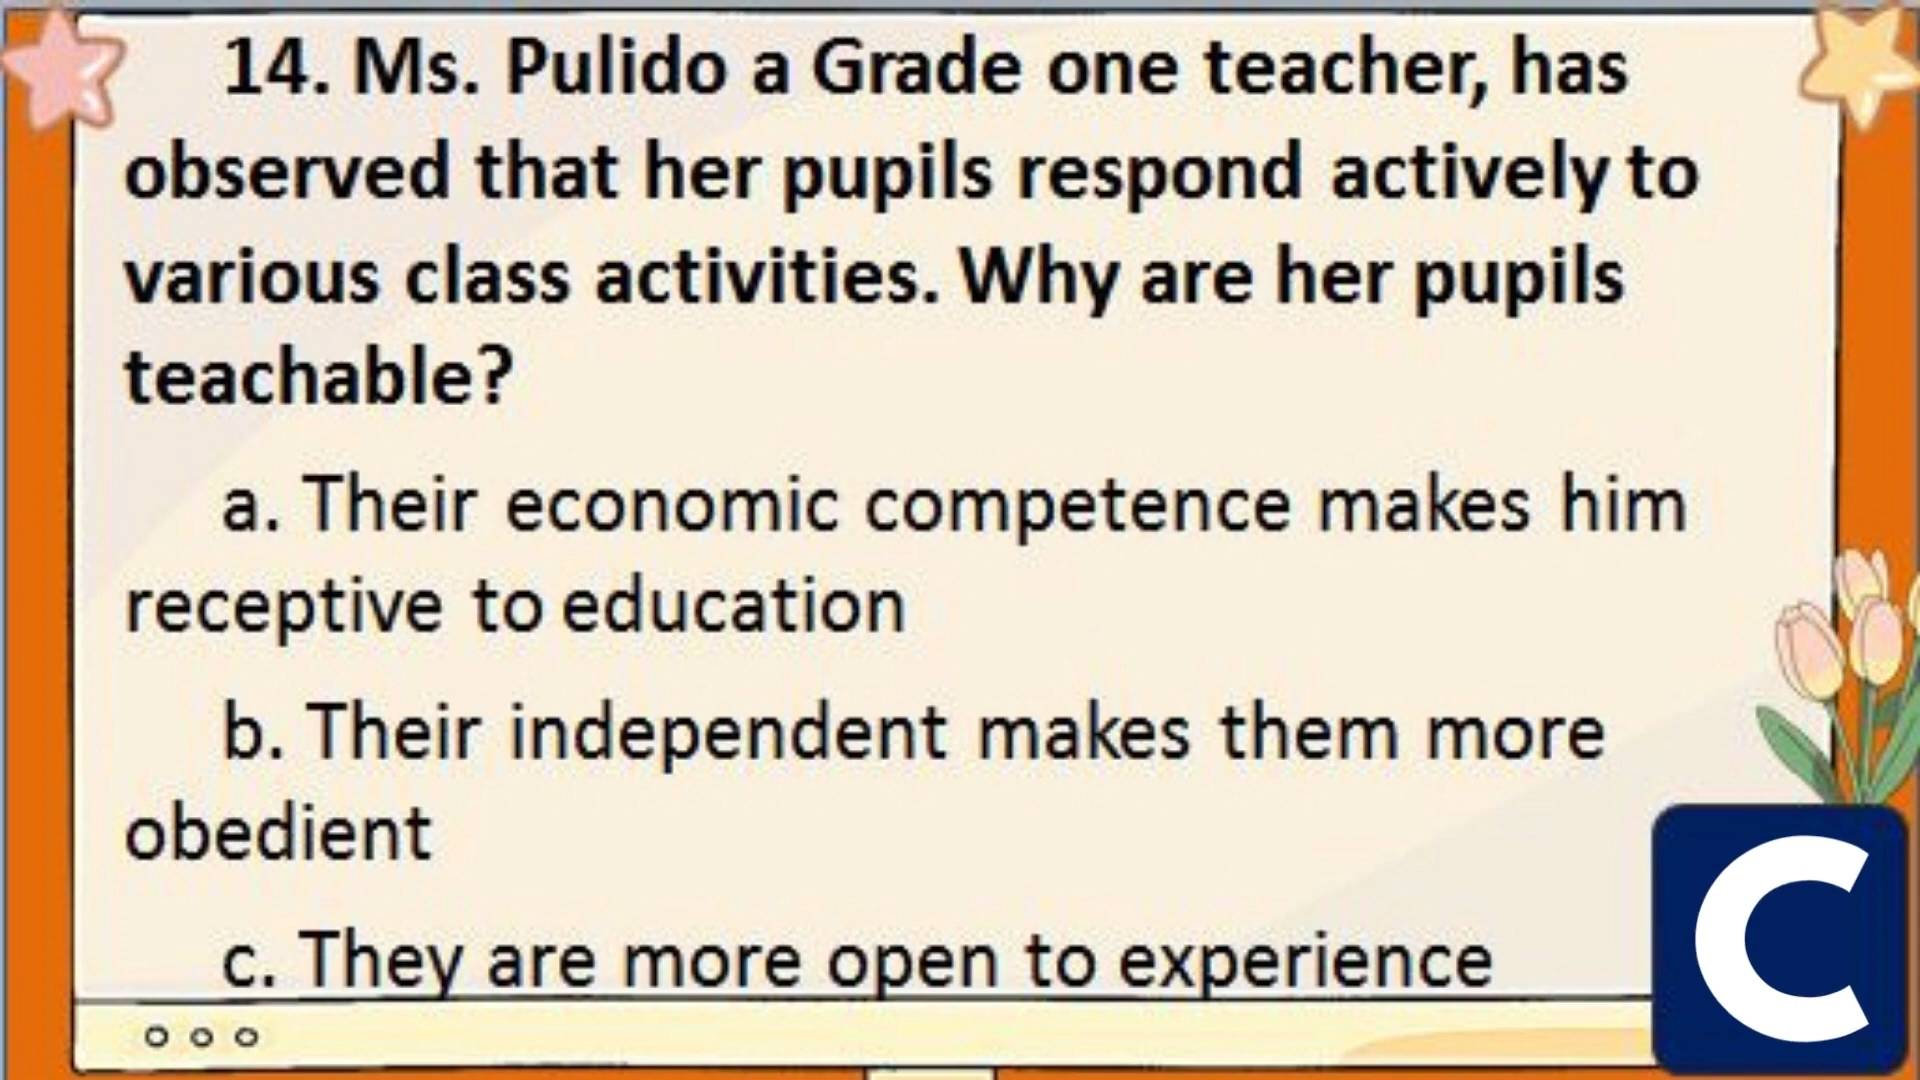 14. Ms. Pulido a Grade one teacher, has
observed that her pupils respond actively to
various class activities. Why are her pupils
teachable?
a. Their economic competence makes him
receptive to education
b. Their independent makes them more
obedient
c. They are more open to experience
C